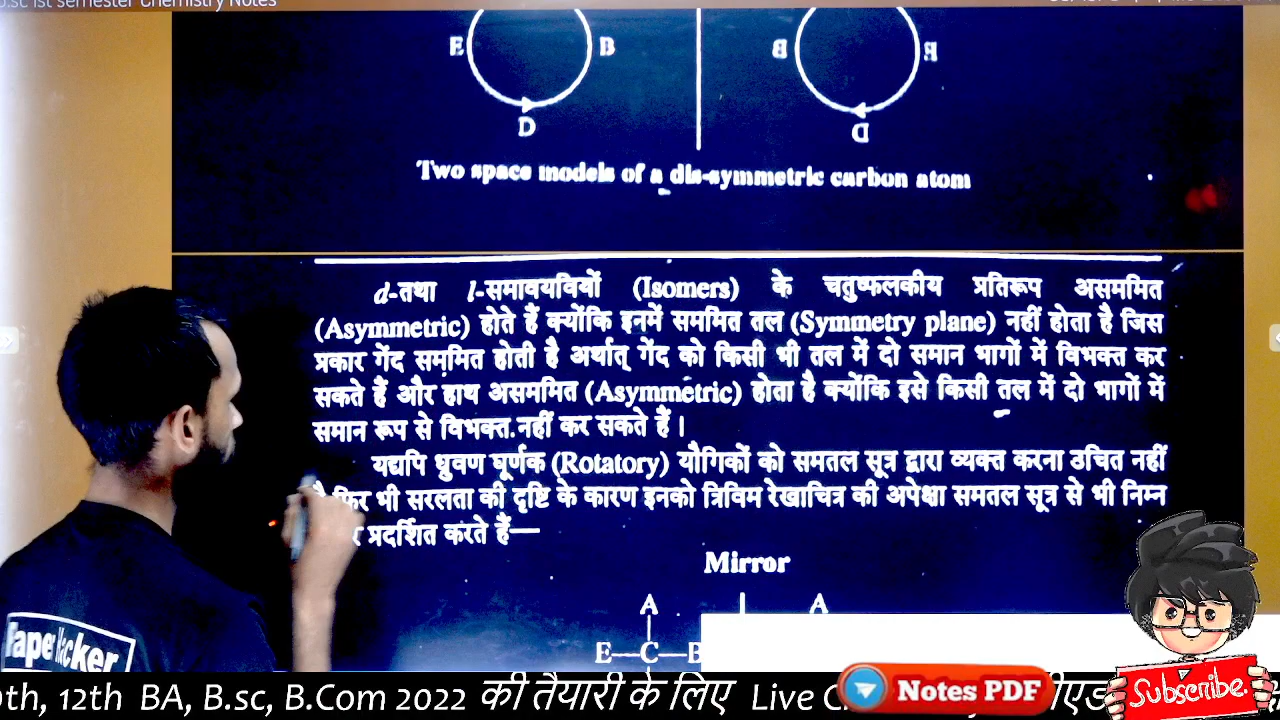 B.sc Ist semester Chemistry Notes
E B B E
D D
Two space models of a dis-symmetric carbon atom
d-तथा l-समावयवियों (Isomers) के चतुष्फलकीय प्रतिरूप असममित
(Asymmetric) होते हैं क्योंकि इनमें सममित तल (Symmetry plane) नहीं होता है जिस
प्रकार गेंद सममित होती है अर्थात् गेंद को किसी भी तल में दो समान भागों में विभक्त कर
सकते हैं और हाथ असममित (Asymmetric) होता है क्योंकि इसे किसी तल में दो भागों में
समान रूप से विभक्त नहीं कर सकते हैं।
यद्यपि ध्रुवण घूर्णक (Rotatory) यौगिकों को समतल सूत्र द्वारा व्यक्त करना उचित नहीं
फिर भी सरलता की दृष्टि के कारण इनको त्रिविम रेखाचित्र की अपेक्षा समतल सूत्र से भी निम्न
प्रदर्शित करते हैं—
Mirror
A A
E—C—B
Paper Hacker
0th, 12th BA, B.sc, B.Com 2022 की तैयारी के लिए Live
Notes PDF
Subscribe